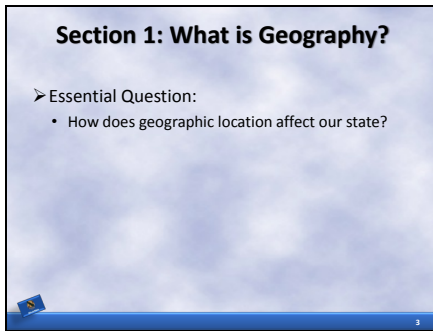 Section 1: What is Geography?
➢Essential Question:
• How does geographic location affect our state?
3